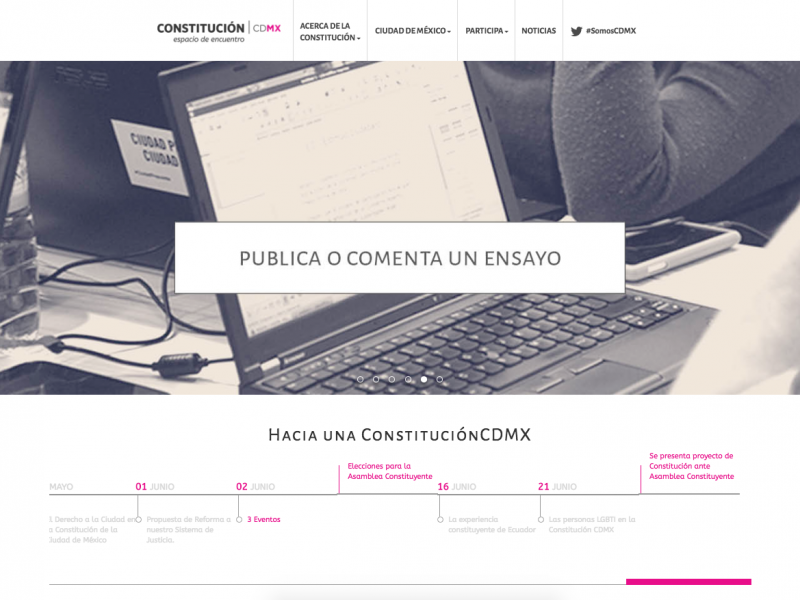 CONSTITUCIÓN | CDMX
espacio de encuentro
ACERCA DE LA
CONSTITUCIÓN
CIUDAD DE MÉXICO
PARTICIPA
NOTICIAS
#SomosCDMX
CIUDAD P
CIUDAD
PUBLICA O COMENTA UN ENSAYO
HACIA UNA CONSTITUCIÓNCDMX
Se presenta proyecto de
Constitución ante
Asamblea Constituyente
Elecciones para la
Asamblea Constituyente
MAYO
01 JUNIO
02 JUNIO
16 JUNIO
21 JUNIO
l Derecho a la Ciudad en
a Constitución de la
iudad de México
Propuesta de Reforma a
nuestro Sistema de
Justicia.
3 Eventos
La experiencia
constituyente de Ecuador
Las personas LGBTI en la
Constitución CDMX